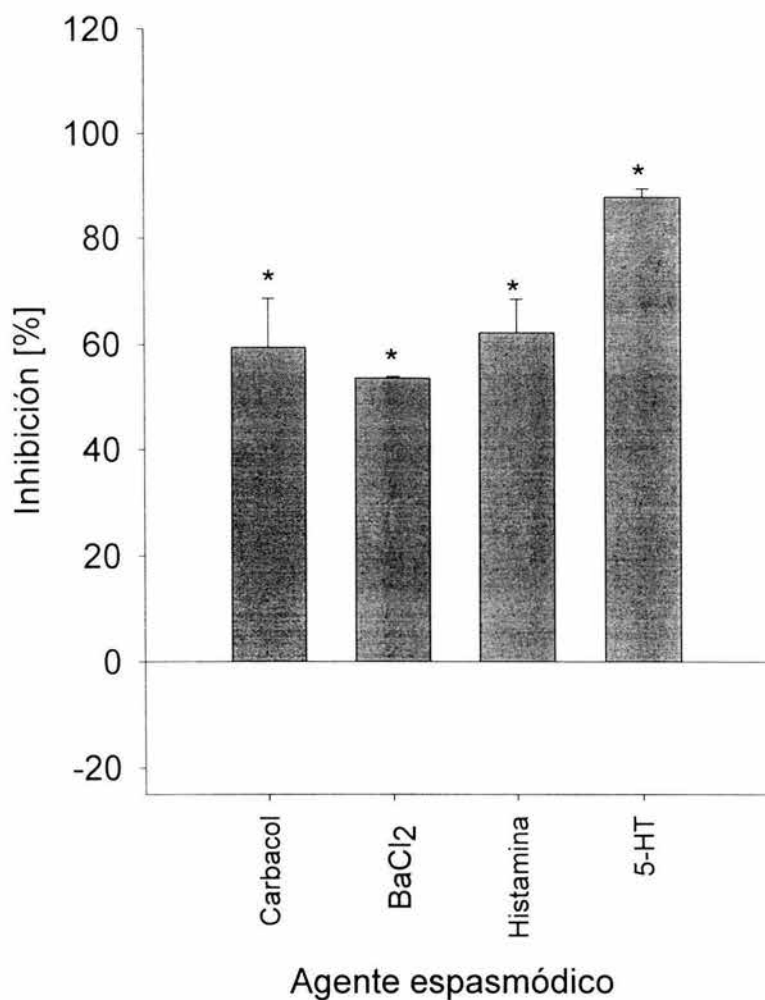 120
100
80
60
40
20
0
-20
Inhibición [%]
*
*
*
*
Carbacol
BaCl2
Histamina
5-HT
Agente espasmódico